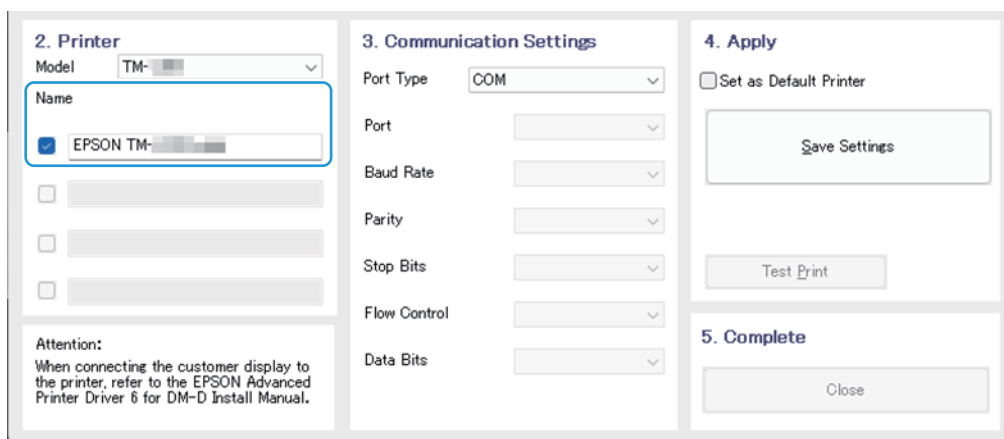 2. Printer
Model TM-
Name
EPSON TM-
Attention:
When connecting the customer display to
the printer, refer to the EPSON Advanced
Printer Driver 6 for DM-D Install Manual.
3. Communication Settings
Port Type COM
Port
Baud Rate
Parity
Stop Bits
Flow Control
Data Bits
4. Apply
Set as Default Printer
Save Settings
Test Print
5. Complete
Close